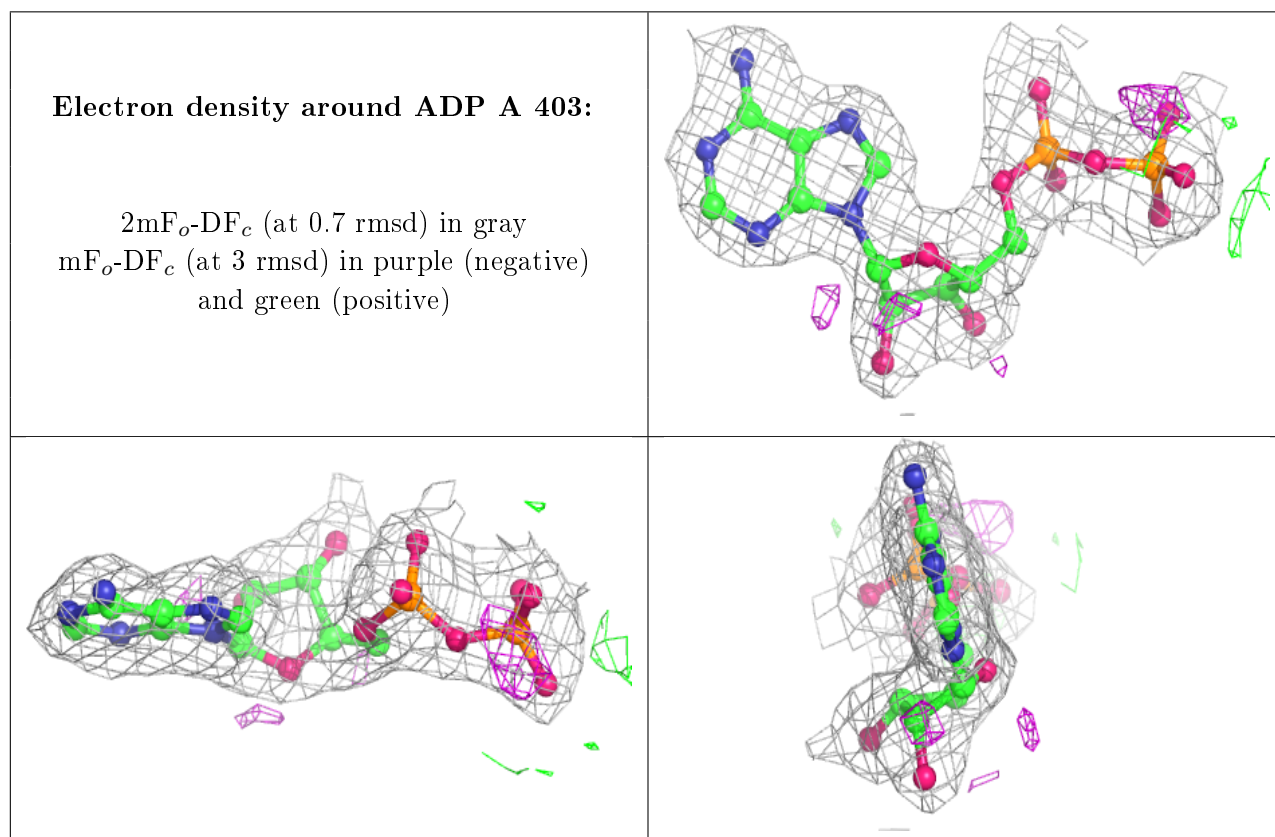 Electron density around ADP A 403:
2mFₒ-DF𝒸 (at 0.7 rmsd) in gray
mFₒ-DF𝒸 (at 3 rmsd) in purple (negative)
and green (positive)